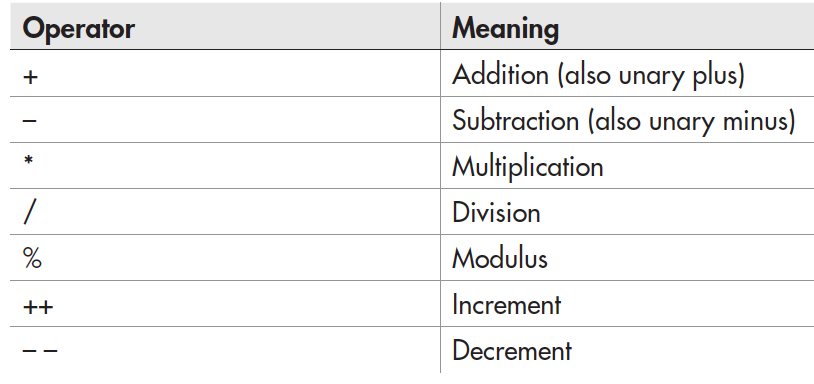 Operator Meaning
+ Addition (also unary plus)
– Subtraction (also unary minus)
* Multiplication
/ Division
% Modulus
++ Increment
– – Decrement